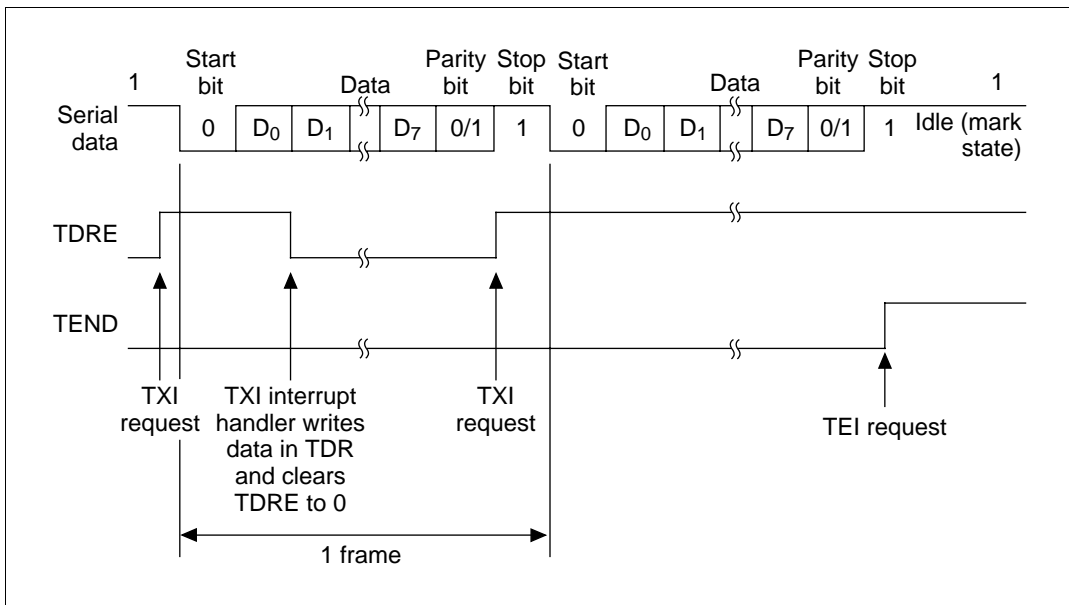 1 Start bit Data Parity bit Stop bit Start bit Data Parity bit Stop bit 1
Serial data 0 D0 D1 D7 0/1 1 0 D0 D1 D7 0/1 1 Idle (mark state)
TDRE
TEND
TXI request
TXI interrupt handler writes data in TDR and clears TDRE to 0
TXI request
TEI request
1 frame